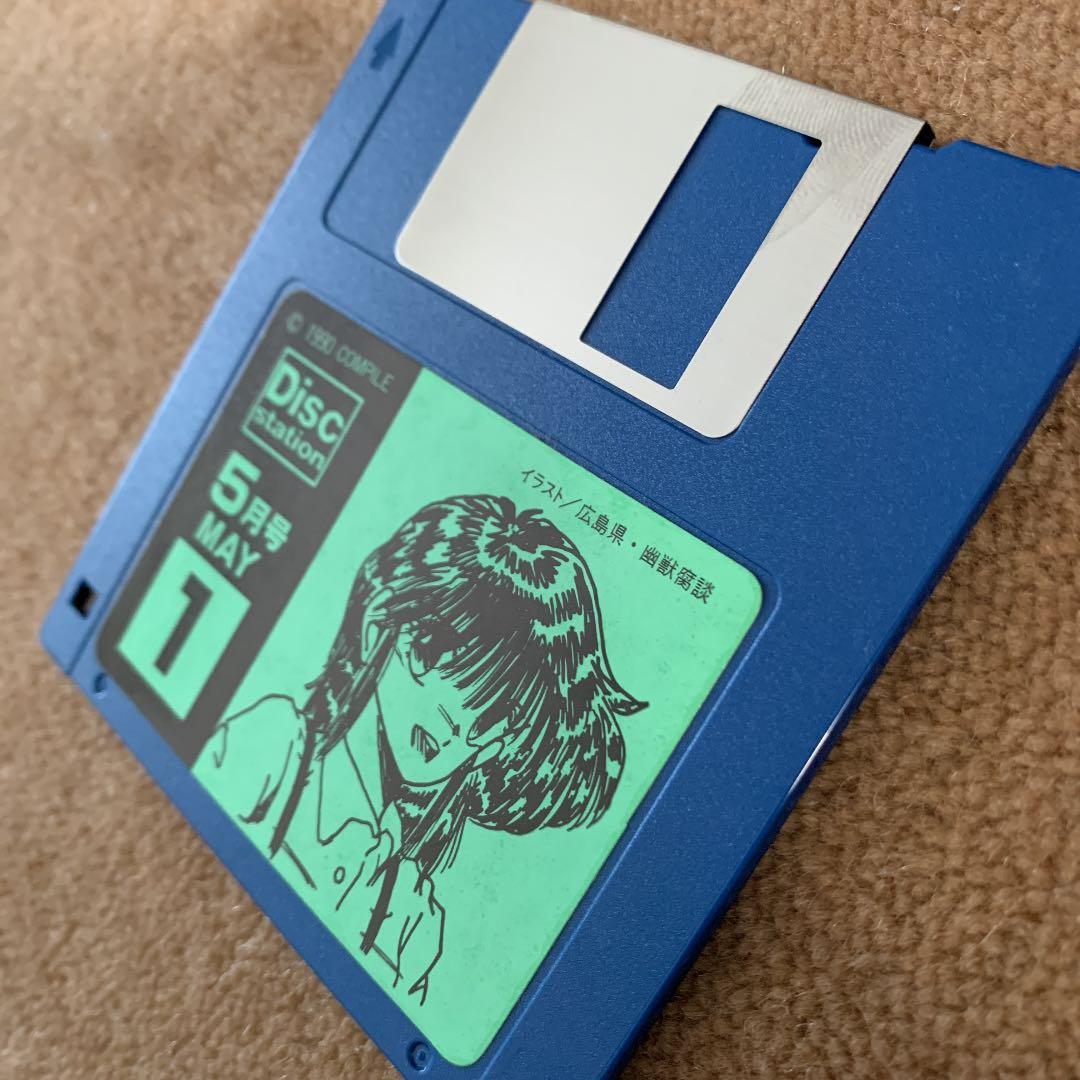 © 1990 COMPILE
Disc
station
5月号
MAY
1
イラスト/広島県・幽獣腐談